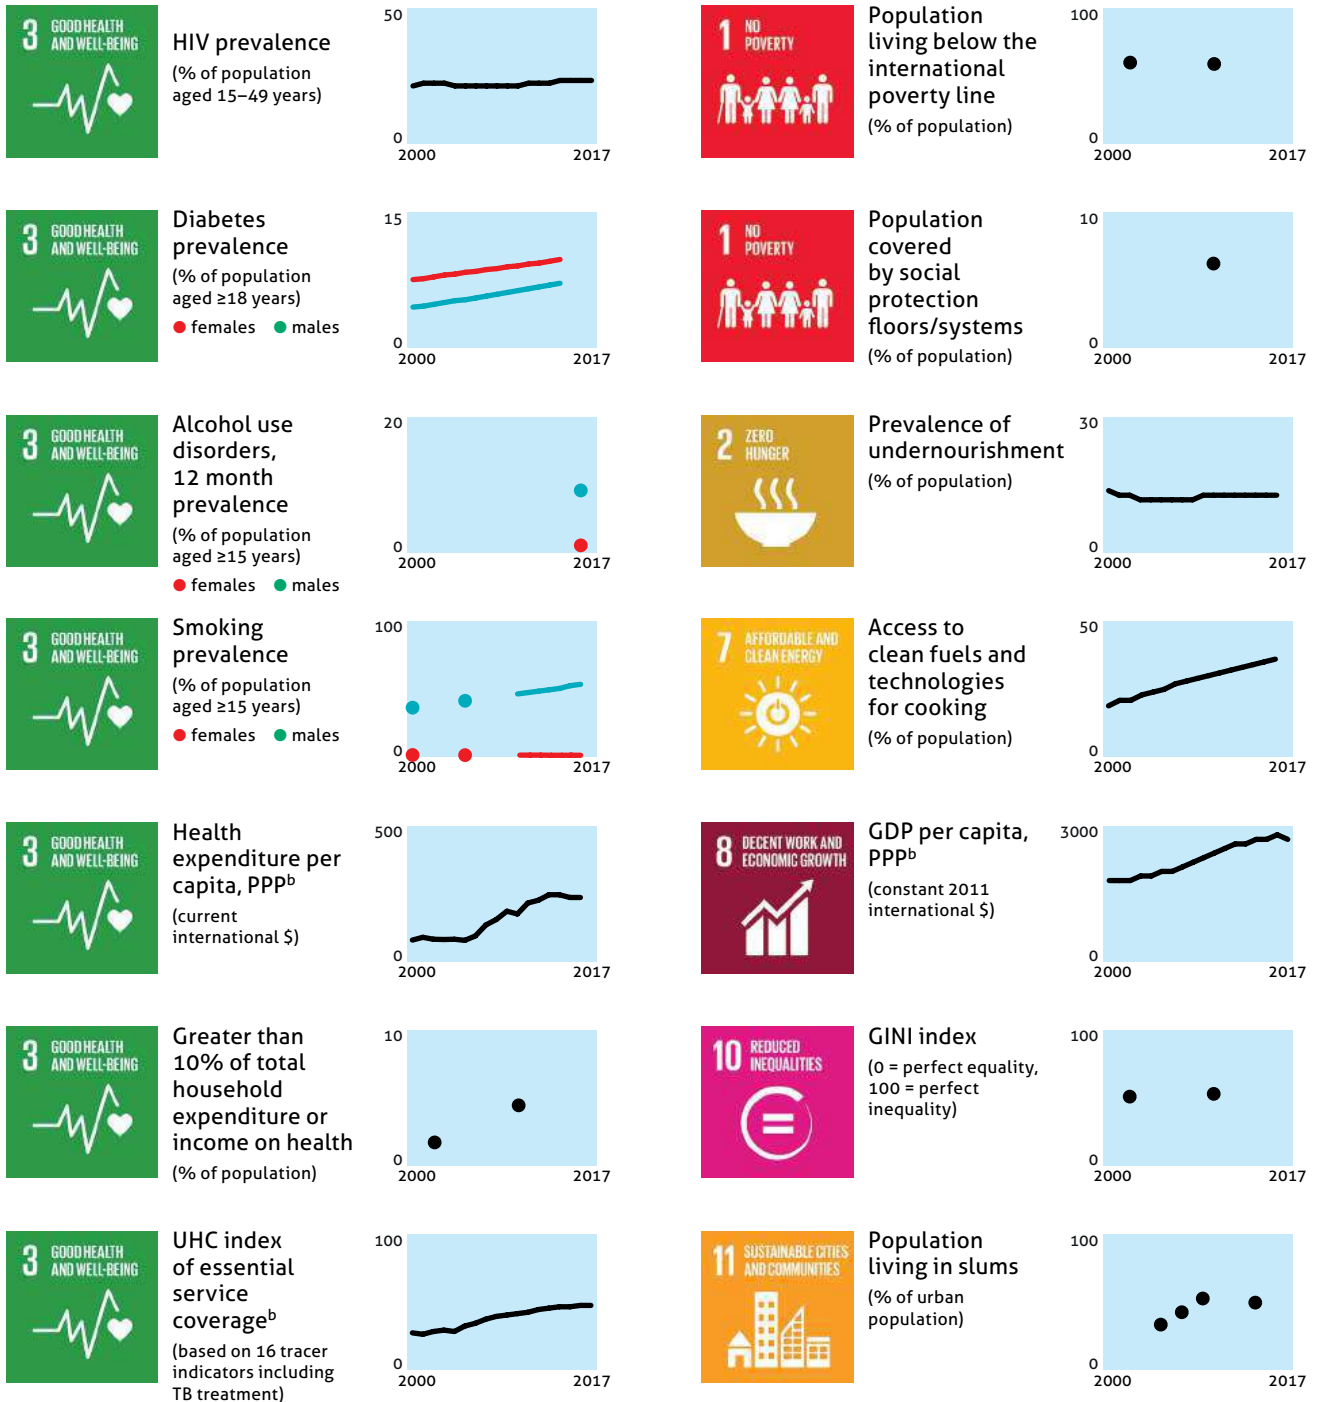 3 GOOD HEALTH
AND WELL-BEING
HIV prevalence
(% of population
aged 15–49 years)
50
0
2000 2017
3 GOOD HEALTH
AND WELL-BEING
Diabetes
prevalence
(% of population
aged ≥18 years)
females males
15
0
2000 2017
3 GOOD HEALTH
AND WELL-BEING
Alcohol use
disorders,
12 month
prevalence
(% of population
aged ≥15 years)
females males
20
0
2000 2017
3 GOOD HEALTH
AND WELL-BEING
Smoking
prevalence
(% of population
aged ≥15 years)
females males
100
0
2000 2017
3 GOOD HEALTH
AND WELL-BEING
Health
expenditure per
capita, PPPᵇ
(current
international $)
500
0
2000 2017
3 GOOD HEALTH
AND WELL-BEING
Greater than
10% of total
household
expenditure or
income on health
(% of population)
10
0
2000 2017
3 GOOD HEALTH
AND WELL-BEING
UHC index
of essential
service
coverageᵇ
(based on 16 tracer
indicators including
TB treatment)
100
0
2000 2017
1 NO
POVERTY
Population
living below the
international
poverty line
(% of population)
100
0
2000 2017
1 NO
POVERTY
Population
covered
by social
protection
floors/systems
(% of population)
10
0
2000 2017
2 ZERO
HUNGER
Prevalence of
undernourishment
(% of population)
30
0
2000 2017
7 AFFORDABLE AND
CLEAN ENERGY
Access to
clean fuels and
technologies
for cooking
(% of population)
50
0
2000 2017
8 DECENT WORK AND
ECONOMIC GROWTH
GDP per capita,
PPPᵇ
(constant 2011
international $)
3000
0
2000 2017
10 REDUCED
INEQUALITIES
GINI index
(0 = perfect equality,
100 = perfect
inequality)
100
0
2000 2017
11 SUSTAINABLE CITIES
AND COMMUNITIES
Population
living in slums
(% of urban
population)
100
0
2000 2017